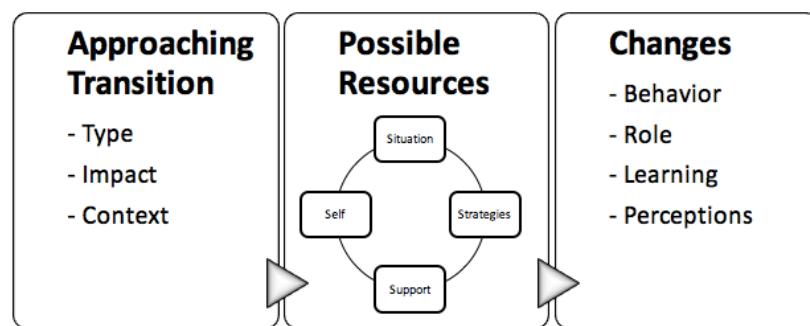 Approaching
Transition
- Type
- Impact
- Context
Possible
Resources
Situation
Self
Strategies
Support
Changes
- Behavior
- Role
- Learning
- Perceptions